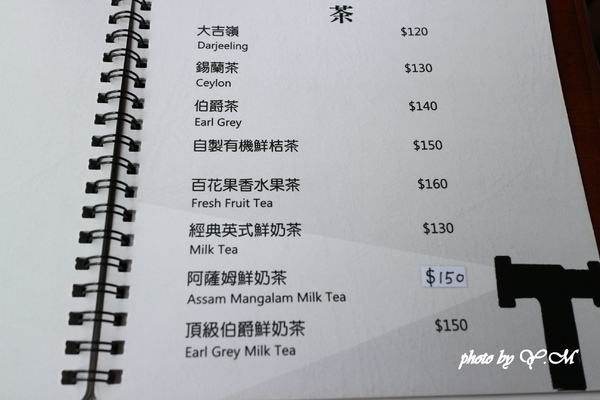 茶
大吉嶺 $120
Darjeeling
錫蘭茶 $130
Ceylon
伯爵茶 $140
Earl Grey
自製有機鮮桔茶 $150
百花果香水果茶 $160
Fresh Fruit Tea
經典英式鮮奶茶 $130
Milk Tea
阿薩姆鮮奶茶 $150
Assam Mangalam Milk Tea
頂級伯爵鮮奶茶 $150
Earl Grey Milk Tea
photo by Y.M